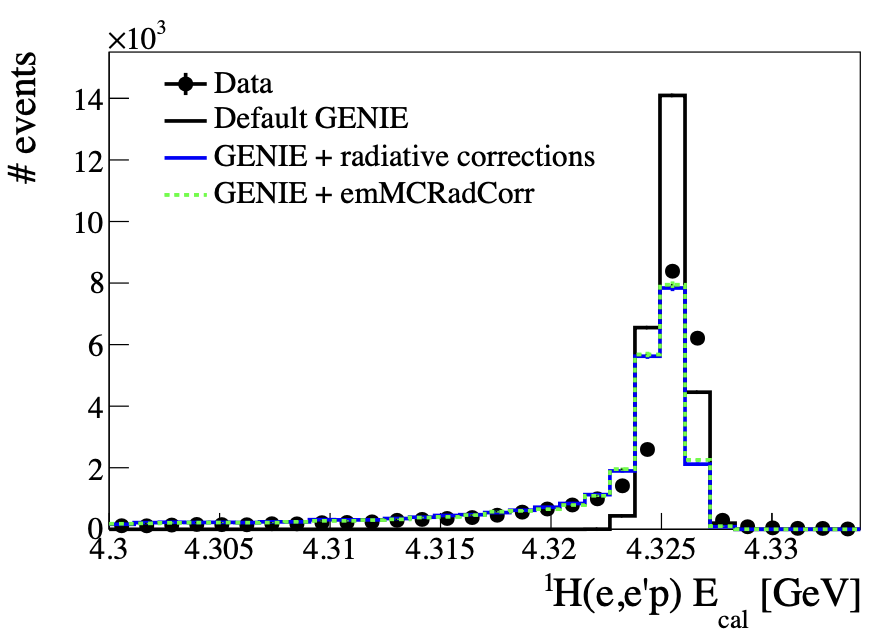 ×10³
# events
Data
Default GENIE
GENIE + radiative corrections
GENIE + emMCRadCorr
14
12
10
8
6
4
2
0
4.3 4.305 4.31 4.315 4.32 4.325 4.33
¹H(e,e'p) E_cal [GeV]